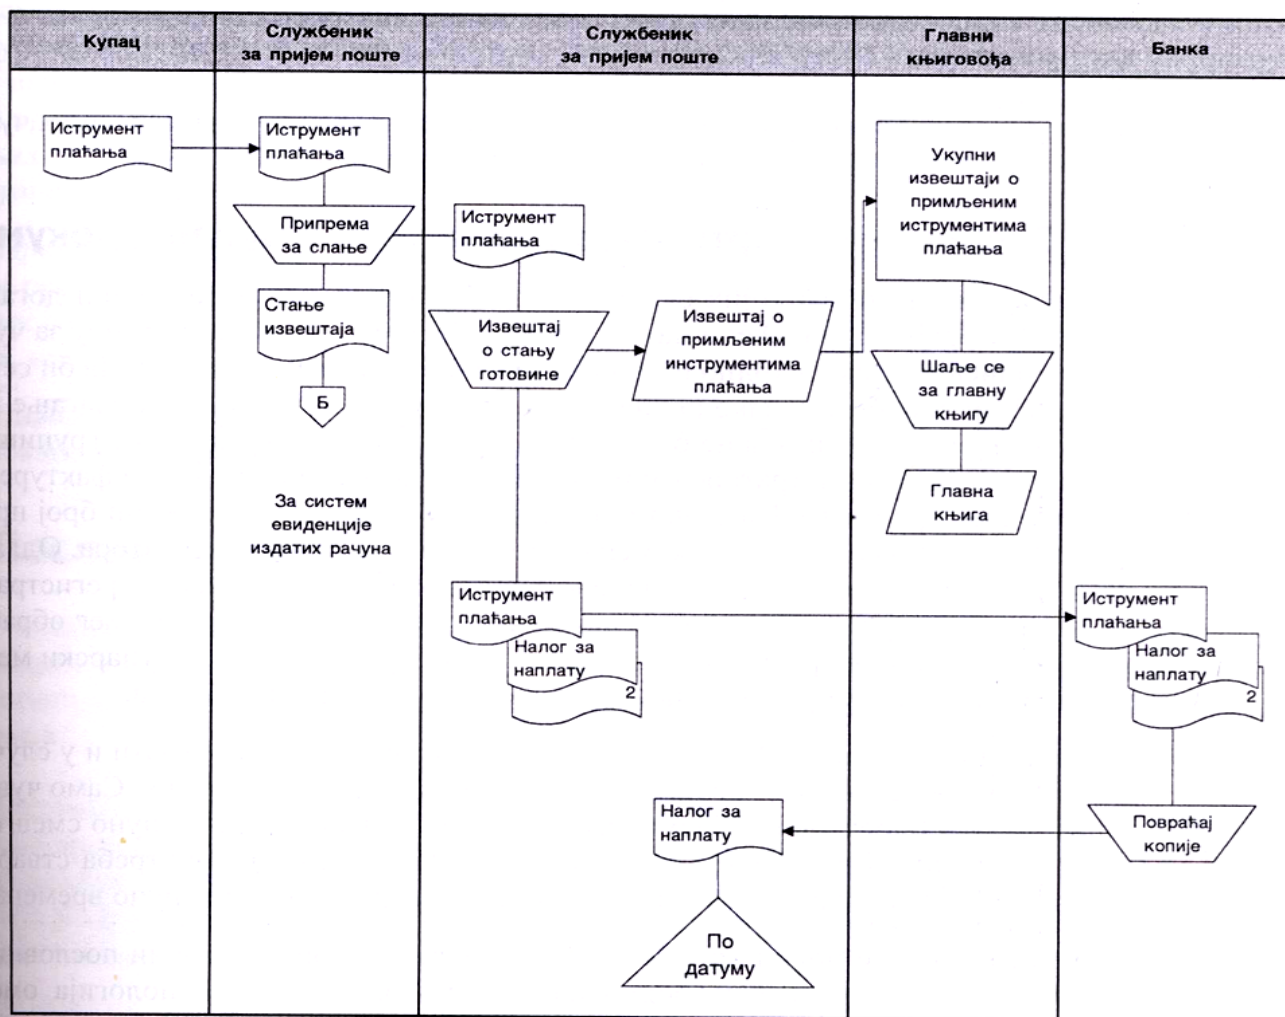 Купац
Службеник
за пријем поште
Службеник
за пријем поште
Главни
књиговођа
Банка
Иструмент
плаћања
Иструмент
плаћања
Припрема
за слање
Стање
извештаја
Б
За систем
евиденције
издатих рачуна
Иструмент
плаћања
Извештај
о стању
готовине
Извештај о
примљеним
инструментима
плаћања
Укупни
извештаји о
примљеним
иструментима
плаћања
Шаље се
за главну
књигу
Главна
књига
Иструмент
плаћања
Налог за
наплату
2
Иструмент
плаћања
Налог за
наплату
2
Повраћај
копије
Налог за
наплату
По
датуму